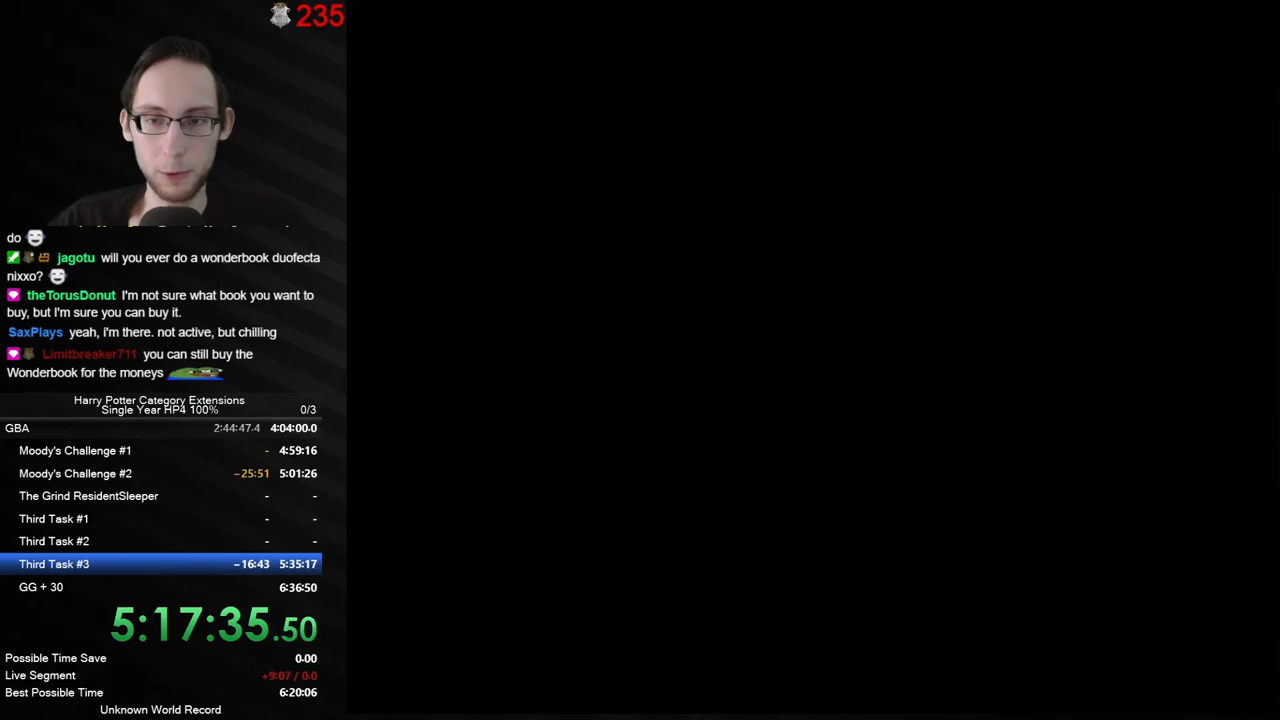 235
do
jagotu will you ever do a wonderbook duofecta
nixxo?
theTorusDonut I'm not sure what book you want to
buy, but I'm sure you can buy it.
SaxPlays yeah, i'm there. not active, but chilling
Limitbreaker711 you can still buy the
Wonderbook for the moneys
Harry Potter Category Extensions
Single Year HP4 100% 0/3
GBA 2:44:47.4 4:04:00.0
Moody's Challenge #1 - 4:59:16
Moody's Challenge #2 −25:51 5:01:26
The Grind ResidentSleeper - -
Third Task #1 - -
Third Task #2 - -
Third Task #3 −16:43 5:35:17
GG + 30 6:36:50
5:17:35.50
Possible Time Save 0.00
Live Segment +9:07 / 0.0
Best Possible Time 6:20:06
Unknown World Record